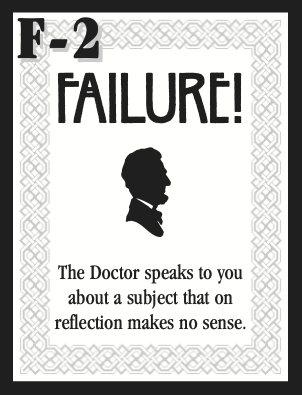 F-2
FAILURE!
The Doctor speaks to you
about a subject that on
reflection makes no sense.